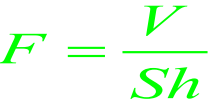 F = V / Sh